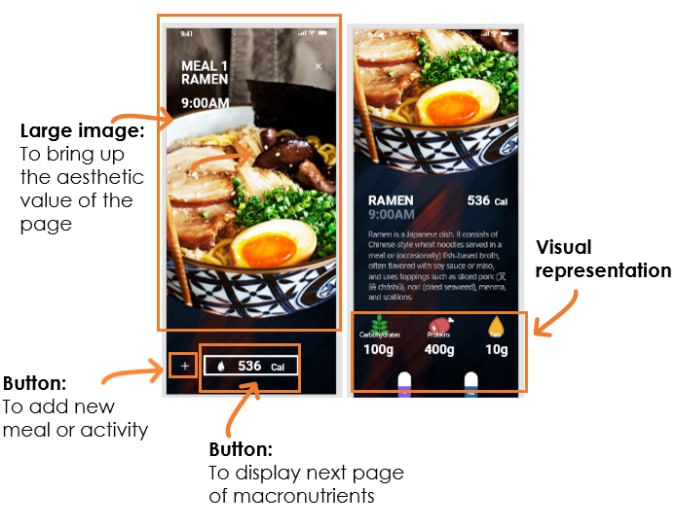 9:41
MEAL 1
RAMEN
9:00AM
×
Large image:
To bring up
the aesthetic
value of the
page
+
536 Cal
Button:
To add new
meal or activity
Button:
To display next page
of macronutrients
RAMEN
536 Cal
9:00AM
Ramen is a Japanese dish. It consists of
Chinese-style wheat noodles served in a
meat or (occasionally) fish-based broth,
often flavored with soy sauce or miso,
and uses toppings such as sliced pork (叉
焼 chāshū), nori (dried seaweed), menma,
and scallions.
Carbohydrates
Proteins
Fats
100g
400g
10g
Visual
representation